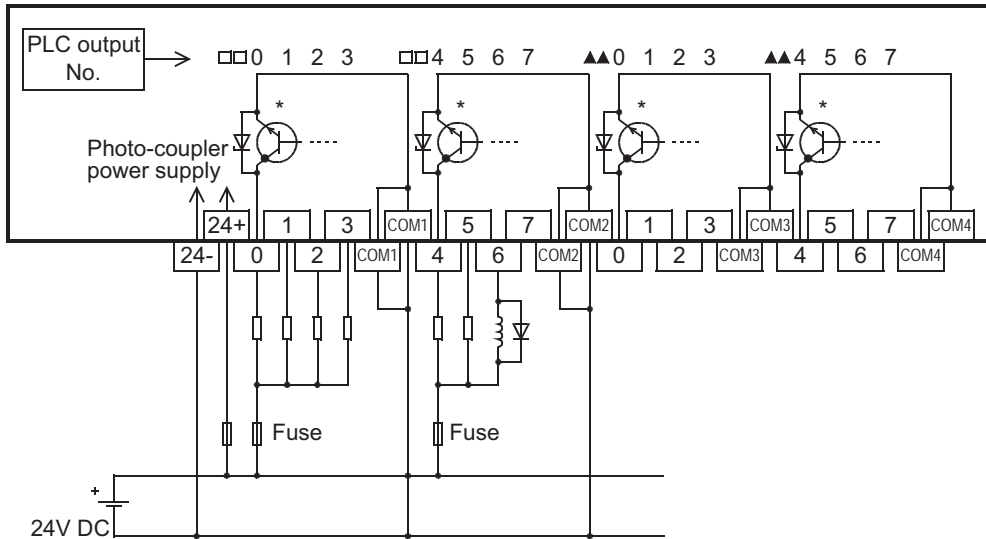 PLC output
No.
□□0 1 2 3 □□4 5 6 7 ▲▲0 1 2 3 ▲▲4 5 6 7
* * * *
Photo-coupler
power supply
24+ 1 3 COM1 5 7 COM2 1 3 COM3 5 7 COM4
24- 0 2 COM1 4 6 COM2 0 2 COM3 4 6 COM4
Fuse Fuse
+
24V DC